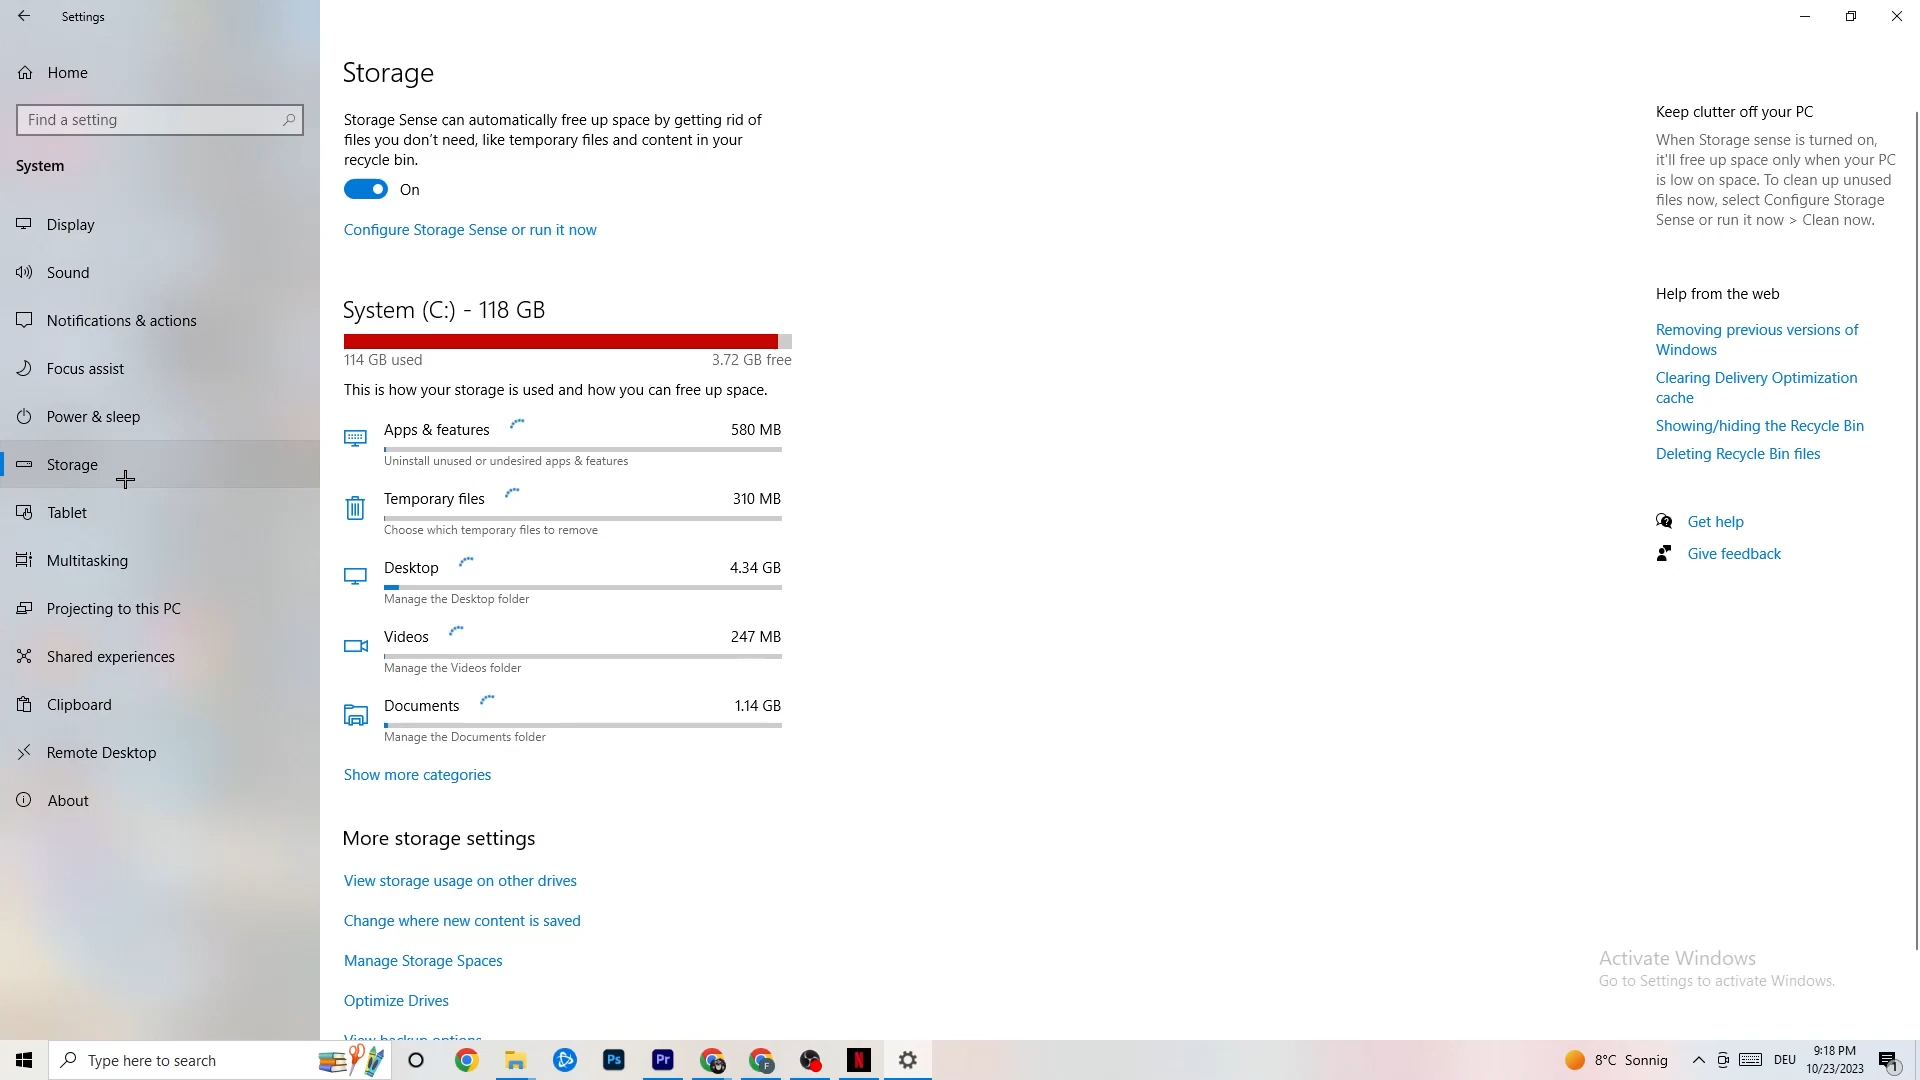 Settings
Home
Find a setting
System
Display
Sound
Notifications & actions
Focus assist
Power & sleep
Storage
Tablet
Multitasking
Projecting to this PC
Shared experiences
Clipboard
Remote Desktop
About
Storage
Storage Sense can automatically free up space by getting rid of
files you don't need, like temporary files and content in your
recycle bin.
On
Configure Storage Sense or run it now
System (C:) - 118 GB
114 GB used 3.72 GB free
This is how your storage is used and how you can free up space.
Apps & features 580 MB
Uninstall unused or undesired apps & features
Temporary files 310 MB
Choose which temporary files to remove
Desktop 4.34 GB
Manage the Desktop folder
Videos 247 MB
Manage the Videos folder
Documents 1.14 GB
Manage the Documents folder
Show more categories
More storage settings
View storage usage on other drives
Change where new content is saved
Manage Storage Spaces
Optimize Drives
View backup options
Keep clutter off your PC
When Storage sense is turned on,
it'll free up space only when your PC
is low on space. To clean up unused
files now, select Configure Storage
Sense or run it now > Clean now.
Help from the web
Removing previous versions of
Windows
Clearing Delivery Optimization
cache
Showing/hiding the Recycle Bin
Deleting Recycle Bin files
Get help
Give feedback
Activate Windows
Go to Settings to activate Windows.
Type here to search
Ps
Pr
F
N
8°C Sonnig
DEU
9:18 PM
10/23/2023
1